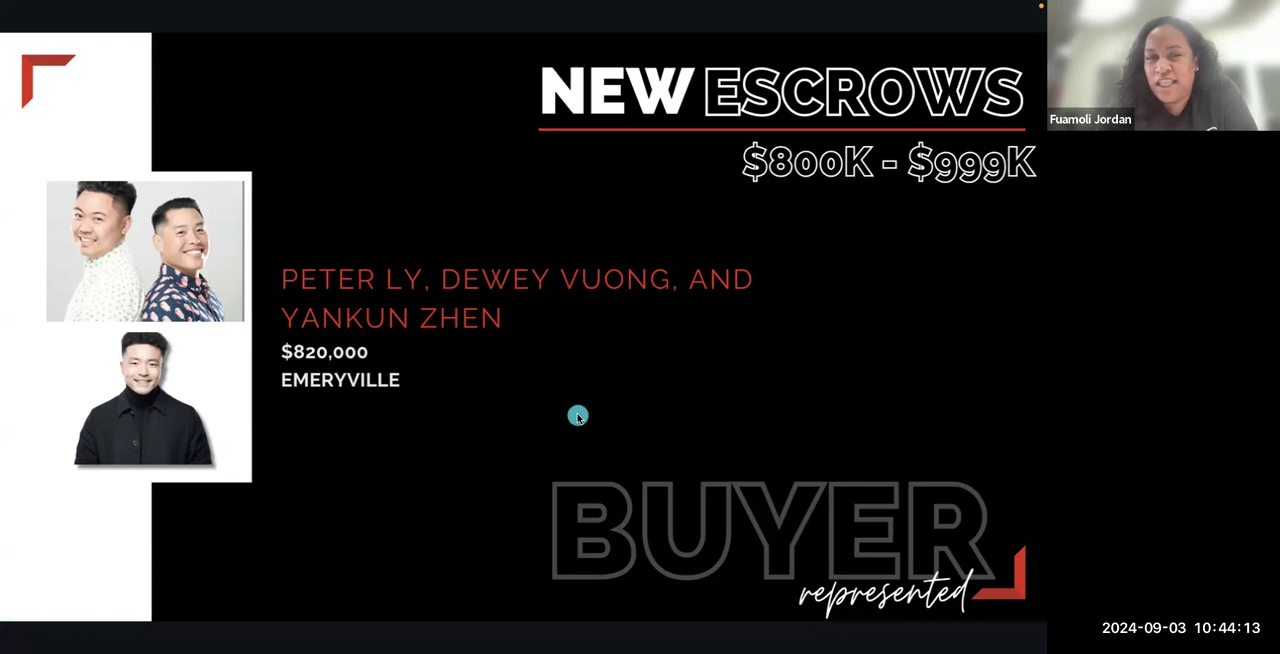 NEW ESCROWS
$800K - $999K
Fuamoli Jordan
PETER LY, DEWEY VUONG, AND
YANKUN ZHEN
$820,000
EMERYVILLE
BUYER
represented
2024-09-03 10:44:13